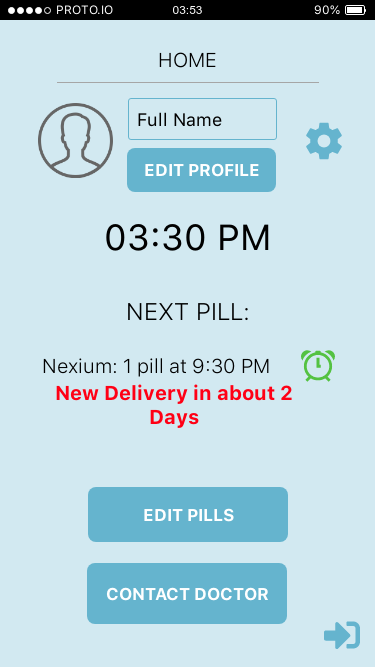 PROTO.IO 03:53 90%
HOME
Full Name
EDIT PROFILE
03:30 PM
NEXT PILL:
Nexium: 1 pill at 9:30 PM
New Delivery in about 2
Days
EDIT PILLS
CONTACT DOCTOR